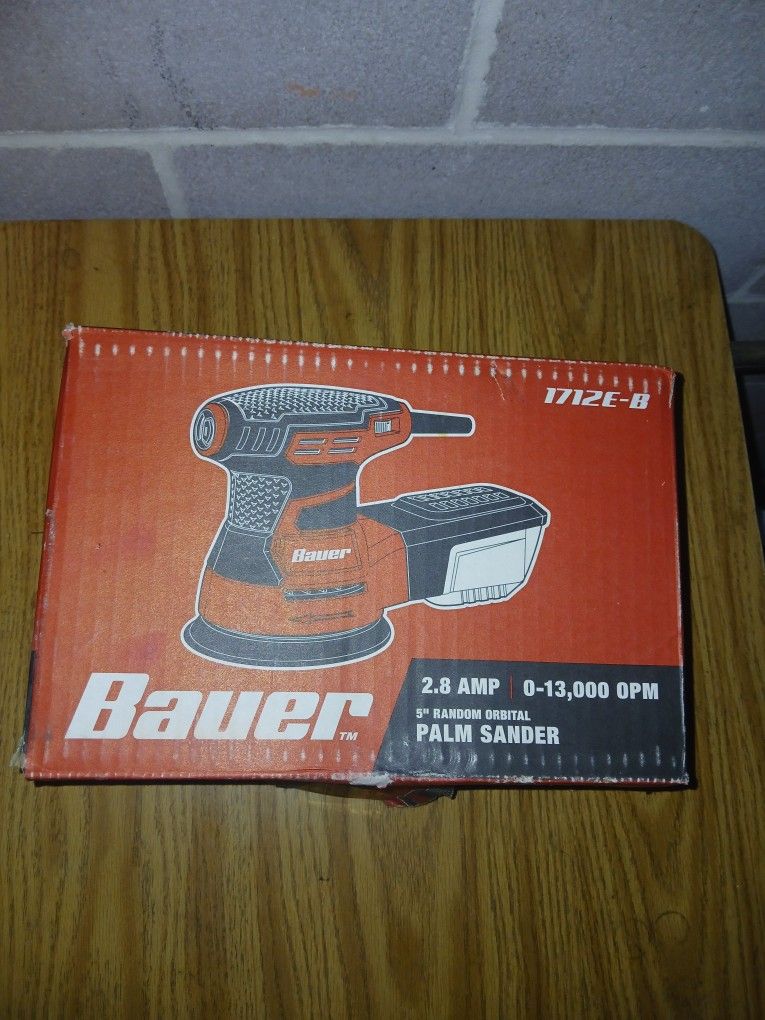 1712E-B
Bauer
Bauer™
2.8 AMP | 0-13,000 OPM
5" RANDOM ORBITAL
PALM SANDER